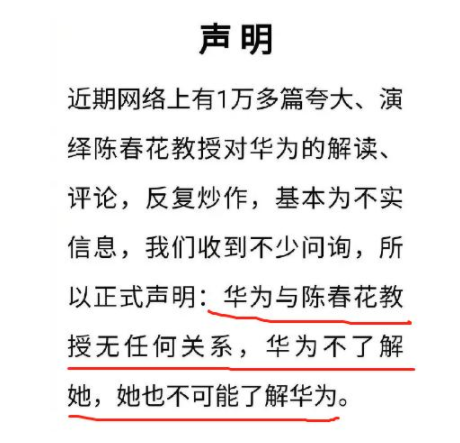 声明
近期网络上有1万多篇夸大、演
绎陈春花教授对华为的解读、
评论，反复炒作，基本为不实
信息，我们收到不少问询，所
以正式声明：华为与陈春花教
授无任何关系，华为不了解
她，她也不可能了解华为。